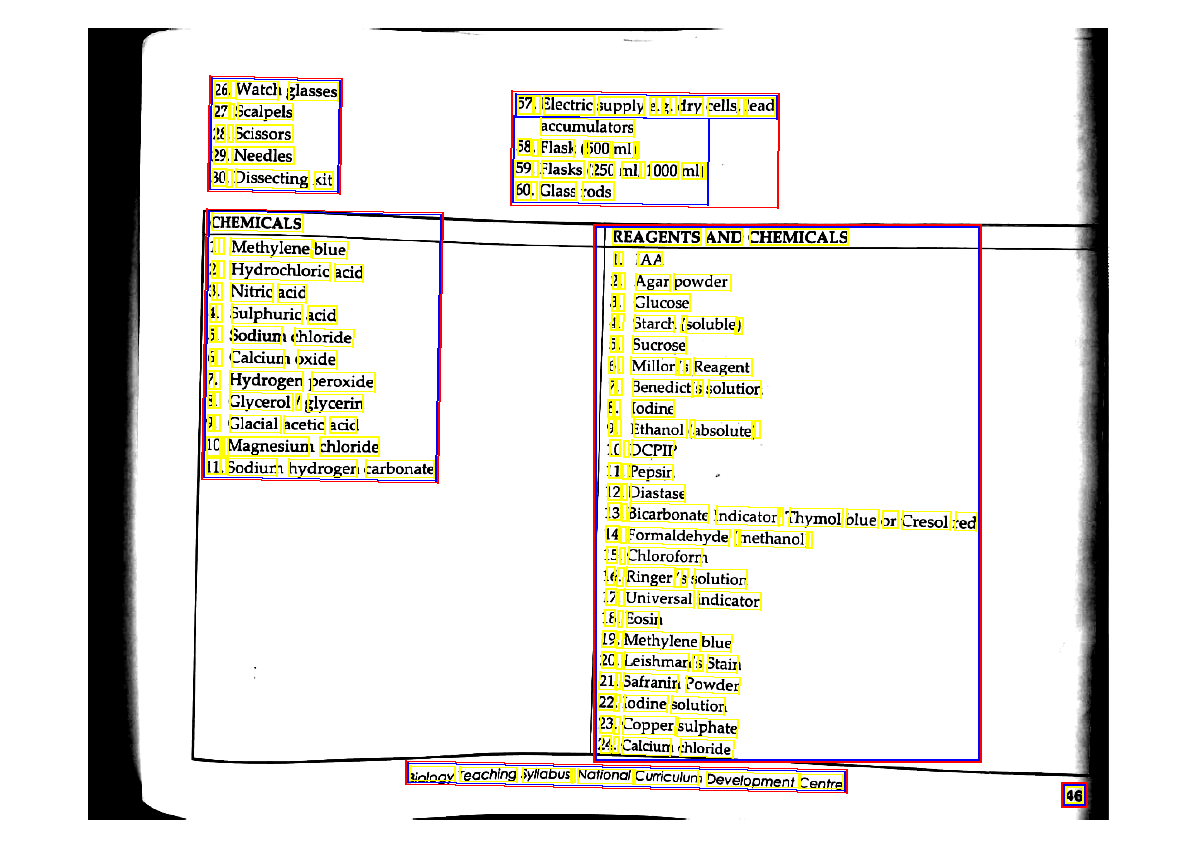 26. Watch glasses
27. Scalpels
28. Scissors
29. Needles
30. Dissecting kit
57. Electric supply e.g. dry cells, lead
accumulators
58. Flask (500 ml)
59. Flasks (250 ml, 1000 ml)
60. Glass rods
CHEMICALS
1. Methylene blue
2. Hydrochloric acid
3. Nitric acid
4. Sulphuric acid
5. Sodium chloride
6. Calcium oxide
7. Hydrogen peroxide
8. Glycerol / glycerin
9. Glacial acetic acid
10. Magnesium chloride
11. Sodium hydrogen carbonate
REAGENTS AND CHEMICALS
1. IAA
2. Agar powder
3. Glucose
4. Starch (soluble)
5. Sucrose
6. Millon's Reagent
7. Benedict's solution
8. Iodine
9. Ethanol (absolute)
10. DCPIP
11. Pepsin
12. Diastase
13. Bicarbonate Indicator, Thymol blue or Cresol red
14. Formaldehyde (methanol)
15. Chloroform
16. Ringer's solution
17. Universal indicator
18. Eosin
19. Methylene blue
20. Leishman's Stain
21. Safranin Powder
22. Iodine solution
23. Copper sulphate
24. Calcium chloride
Biology Teaching Syllabus National Curriculum Development Centre
46